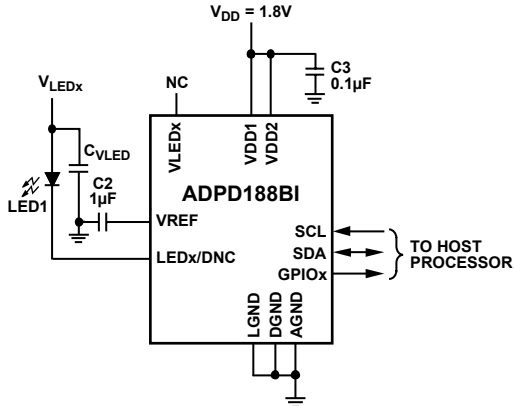 VDD = 1.8V
C3
0.1µF
NC
VLEDx
VLEDx
VDD1
VDD2
CVLED
C2
1µF
LED1
ADPD188BI
VREF
LEDx/DNC
SCL
SDA
GPIOx
TO HOST
PROCESSOR
LGND
DGND
AGND